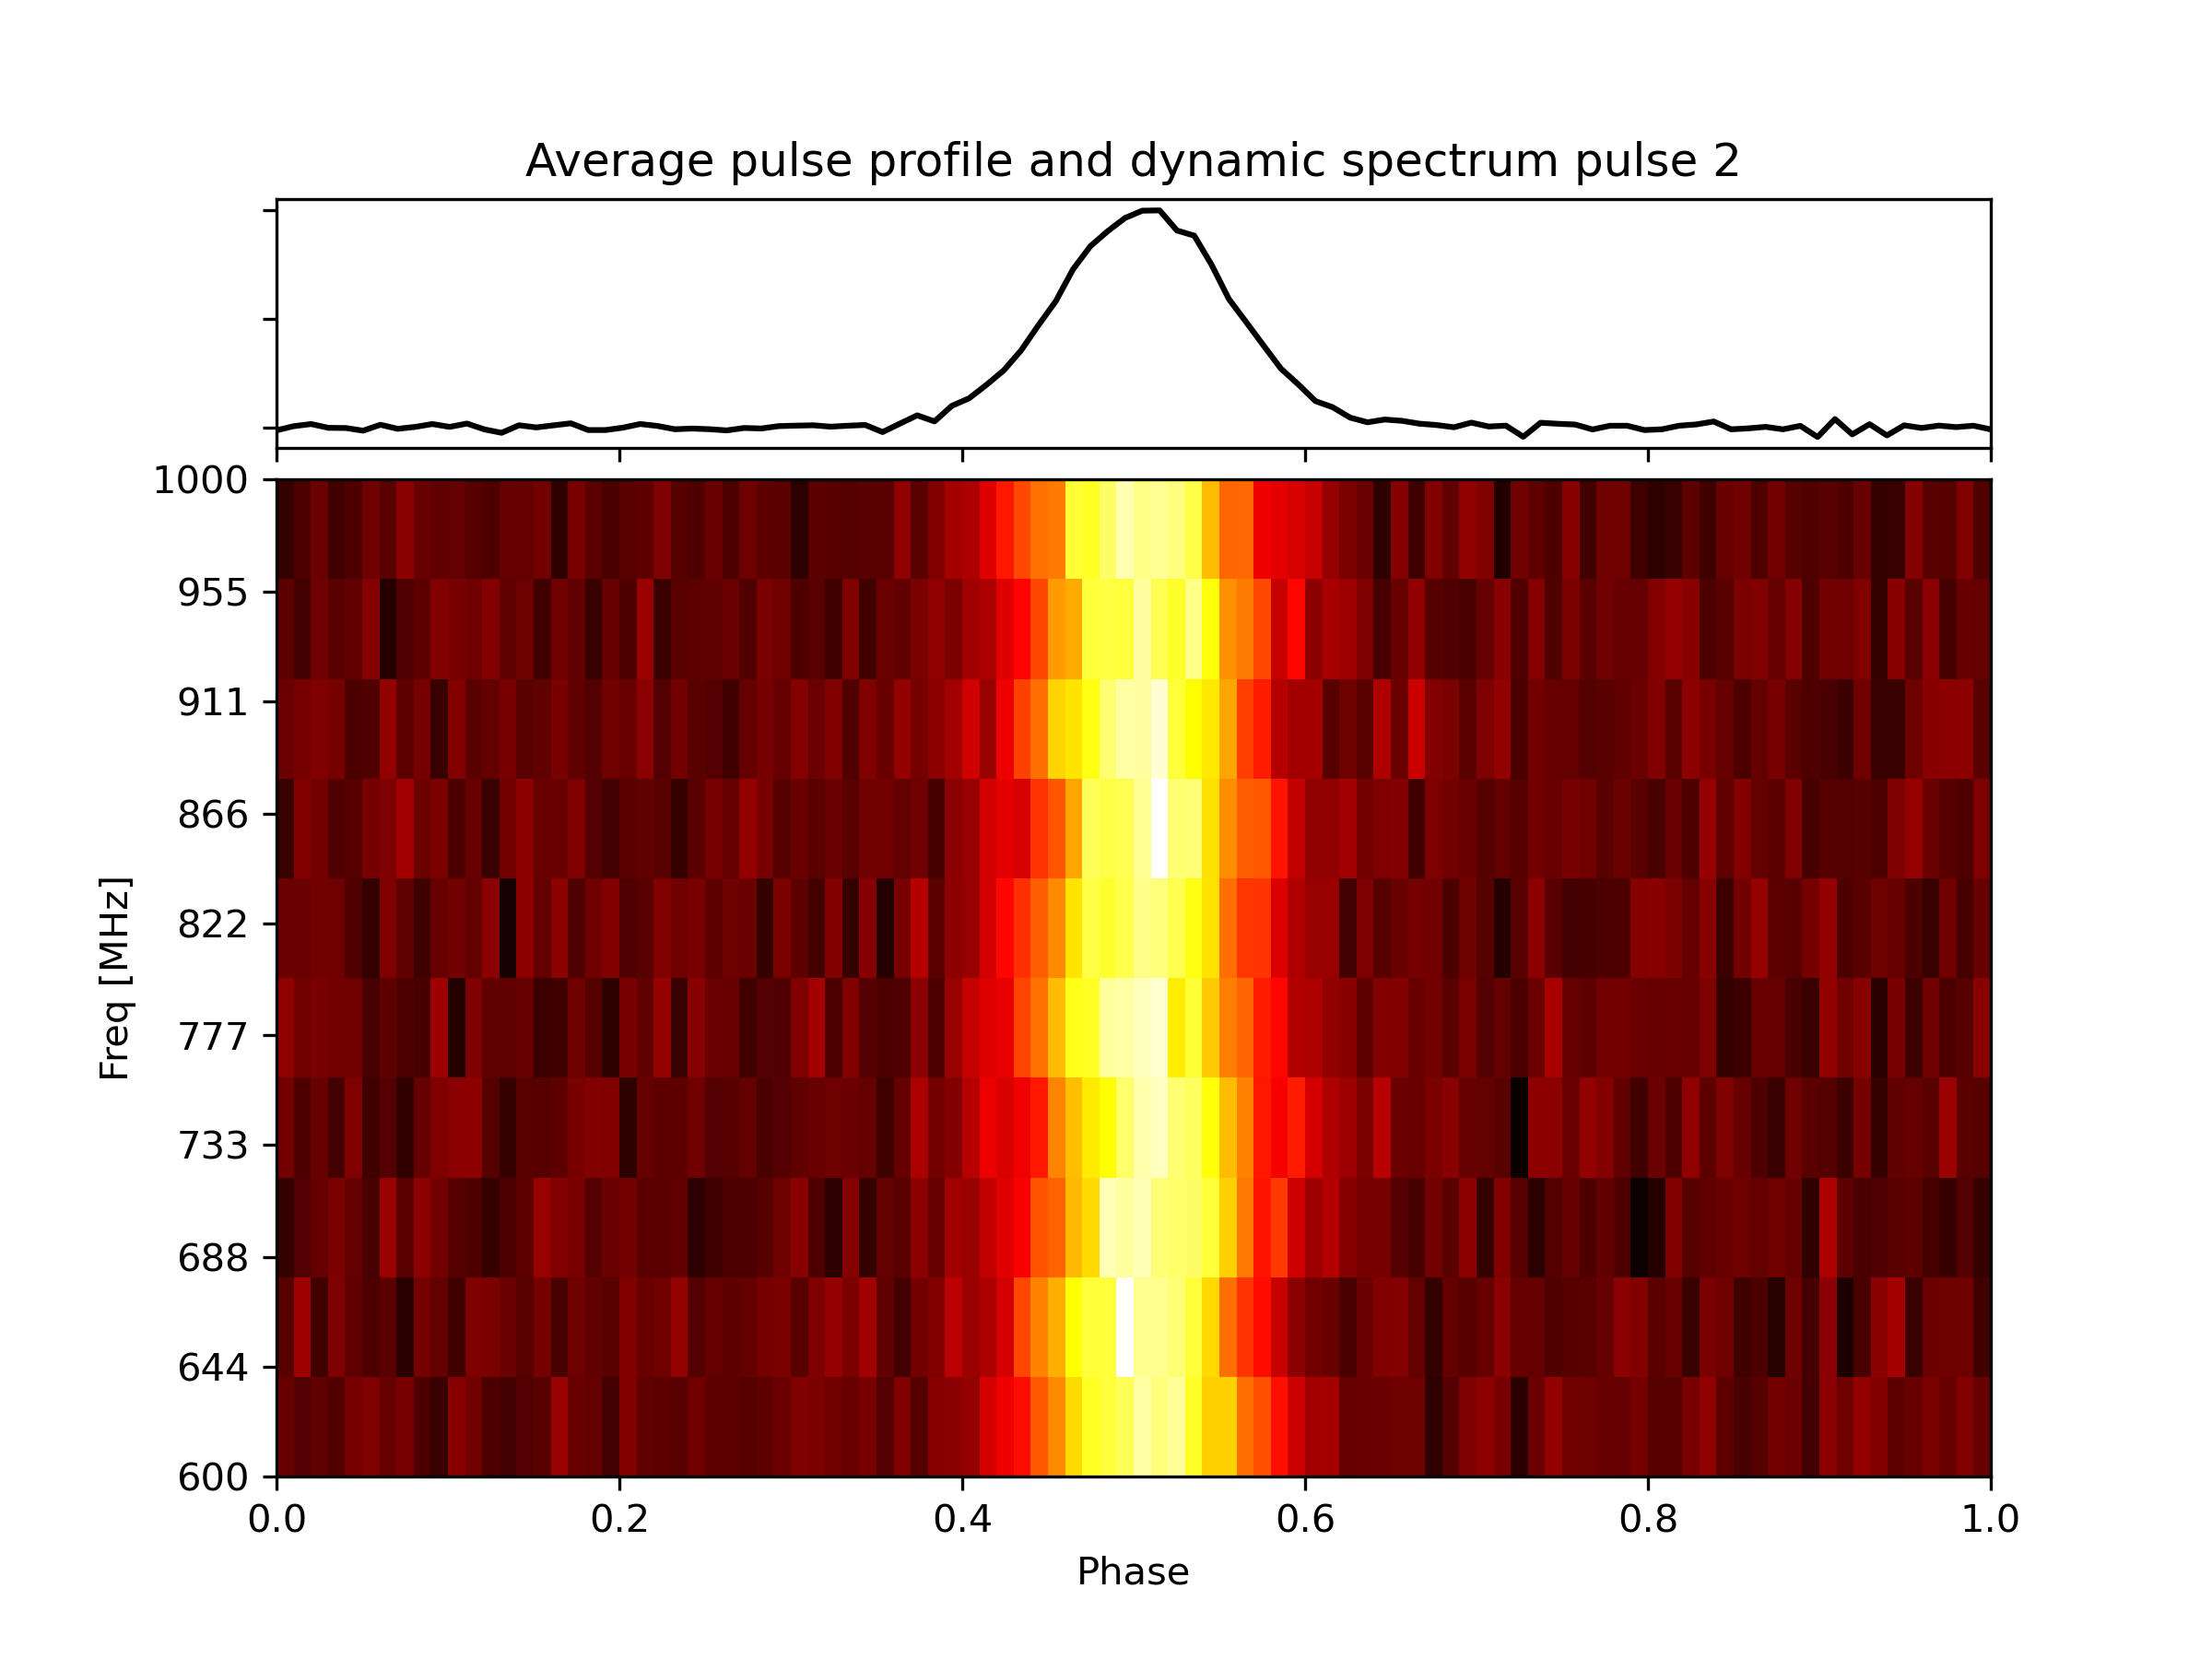 Average pulse profile and dynamic spectrum pulse 2
1000
955
911
866
822
777
733
688
644
600
Freq [MHz]
0.0 0.2 0.4 0.6 0.8 1.0
Phase